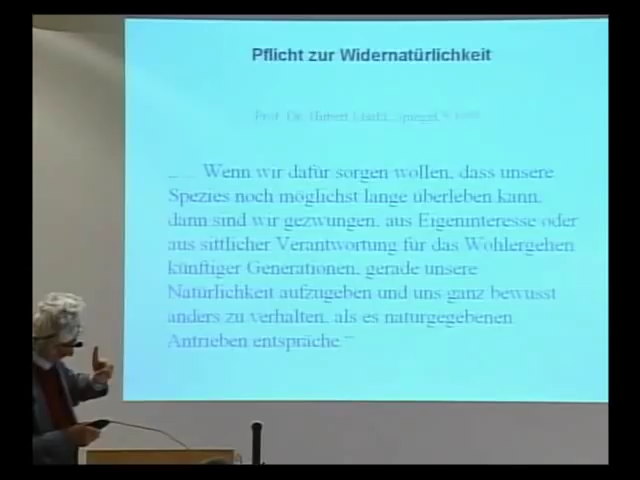 Pflicht zur Widernatürlichkeit
Prof. Dr. Hubert Markl, Spiegel
"... Wenn wir dafür sorgen wollen, dass unsere
Spezies noch möglichst lange überleben kann,
dann sind wir gezwungen, aus Eigeninteresse oder
aus sittlicher Verantwortung für das Wohlergehen
künftiger Generationen, gerade unsere
Natürlichkeit aufzugeben und uns ganz bewusst
anders zu verhalten, als es naturgegebenen
Antrieben entspräche."